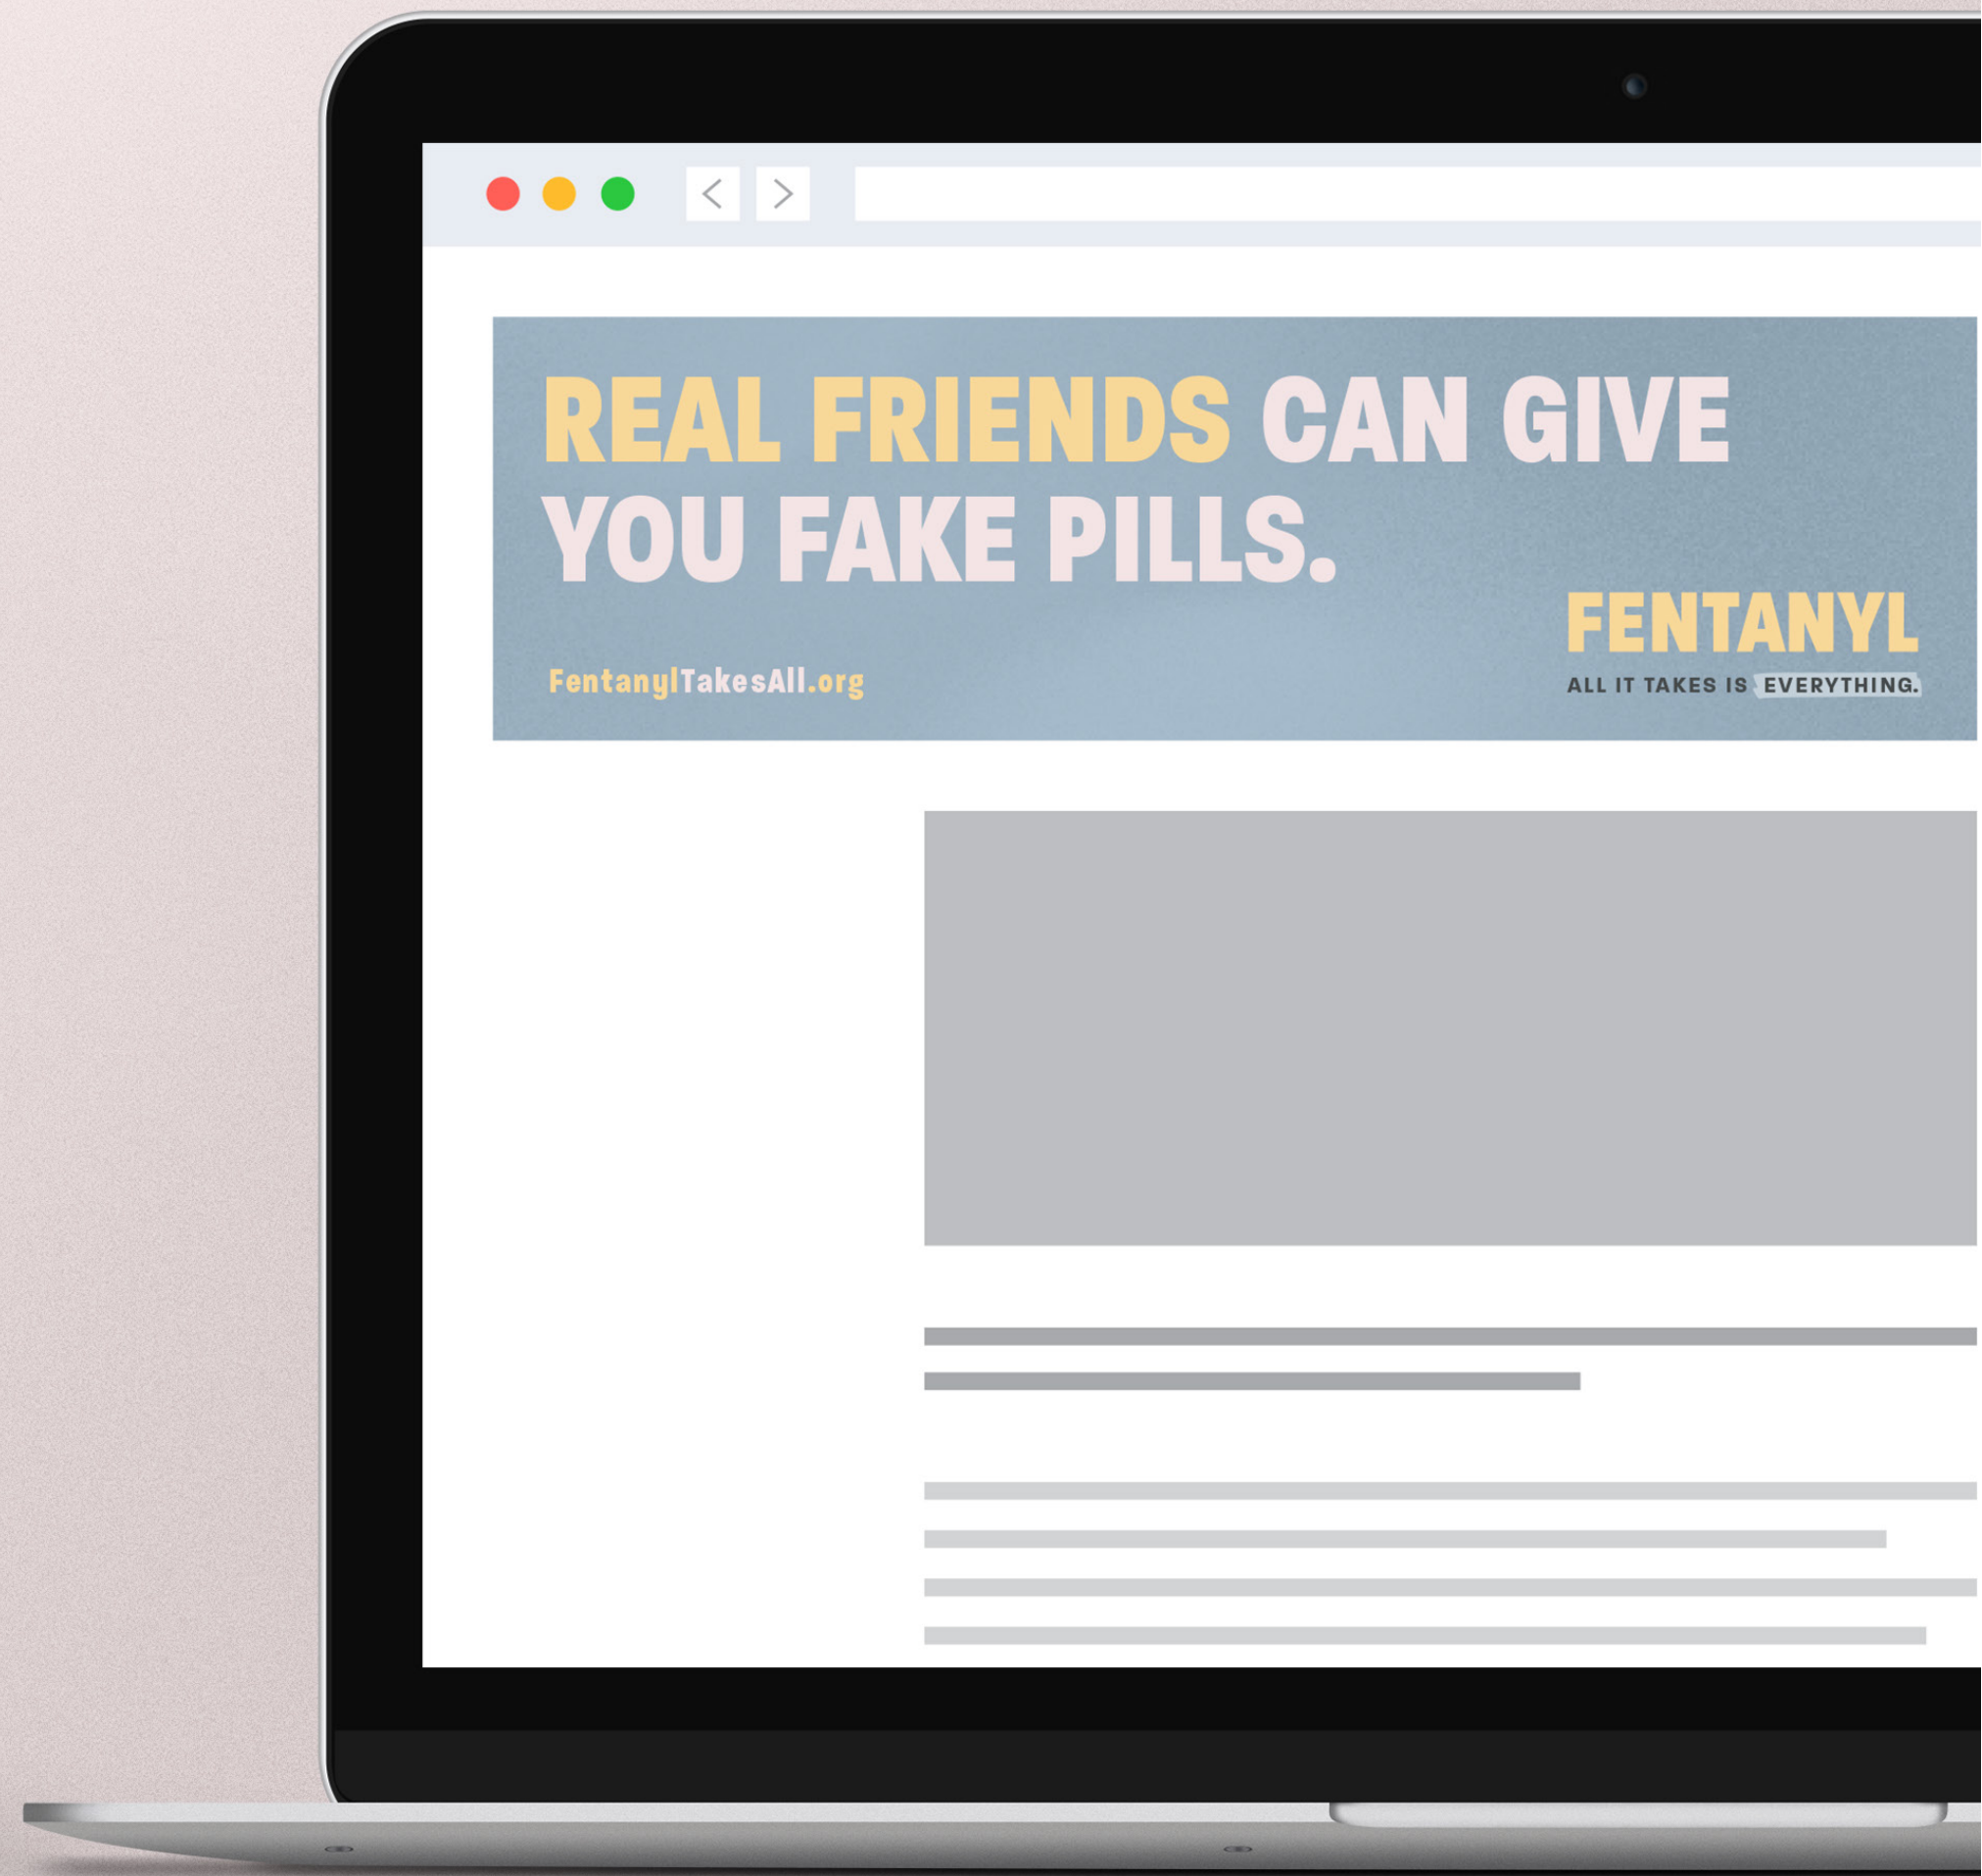 REAL FRIENDS CAN GIVE
YOU FAKE PILLS.
FENTANYL
FentanylTakesAll.org
ALL IT TAKES IS EVERYTHING.